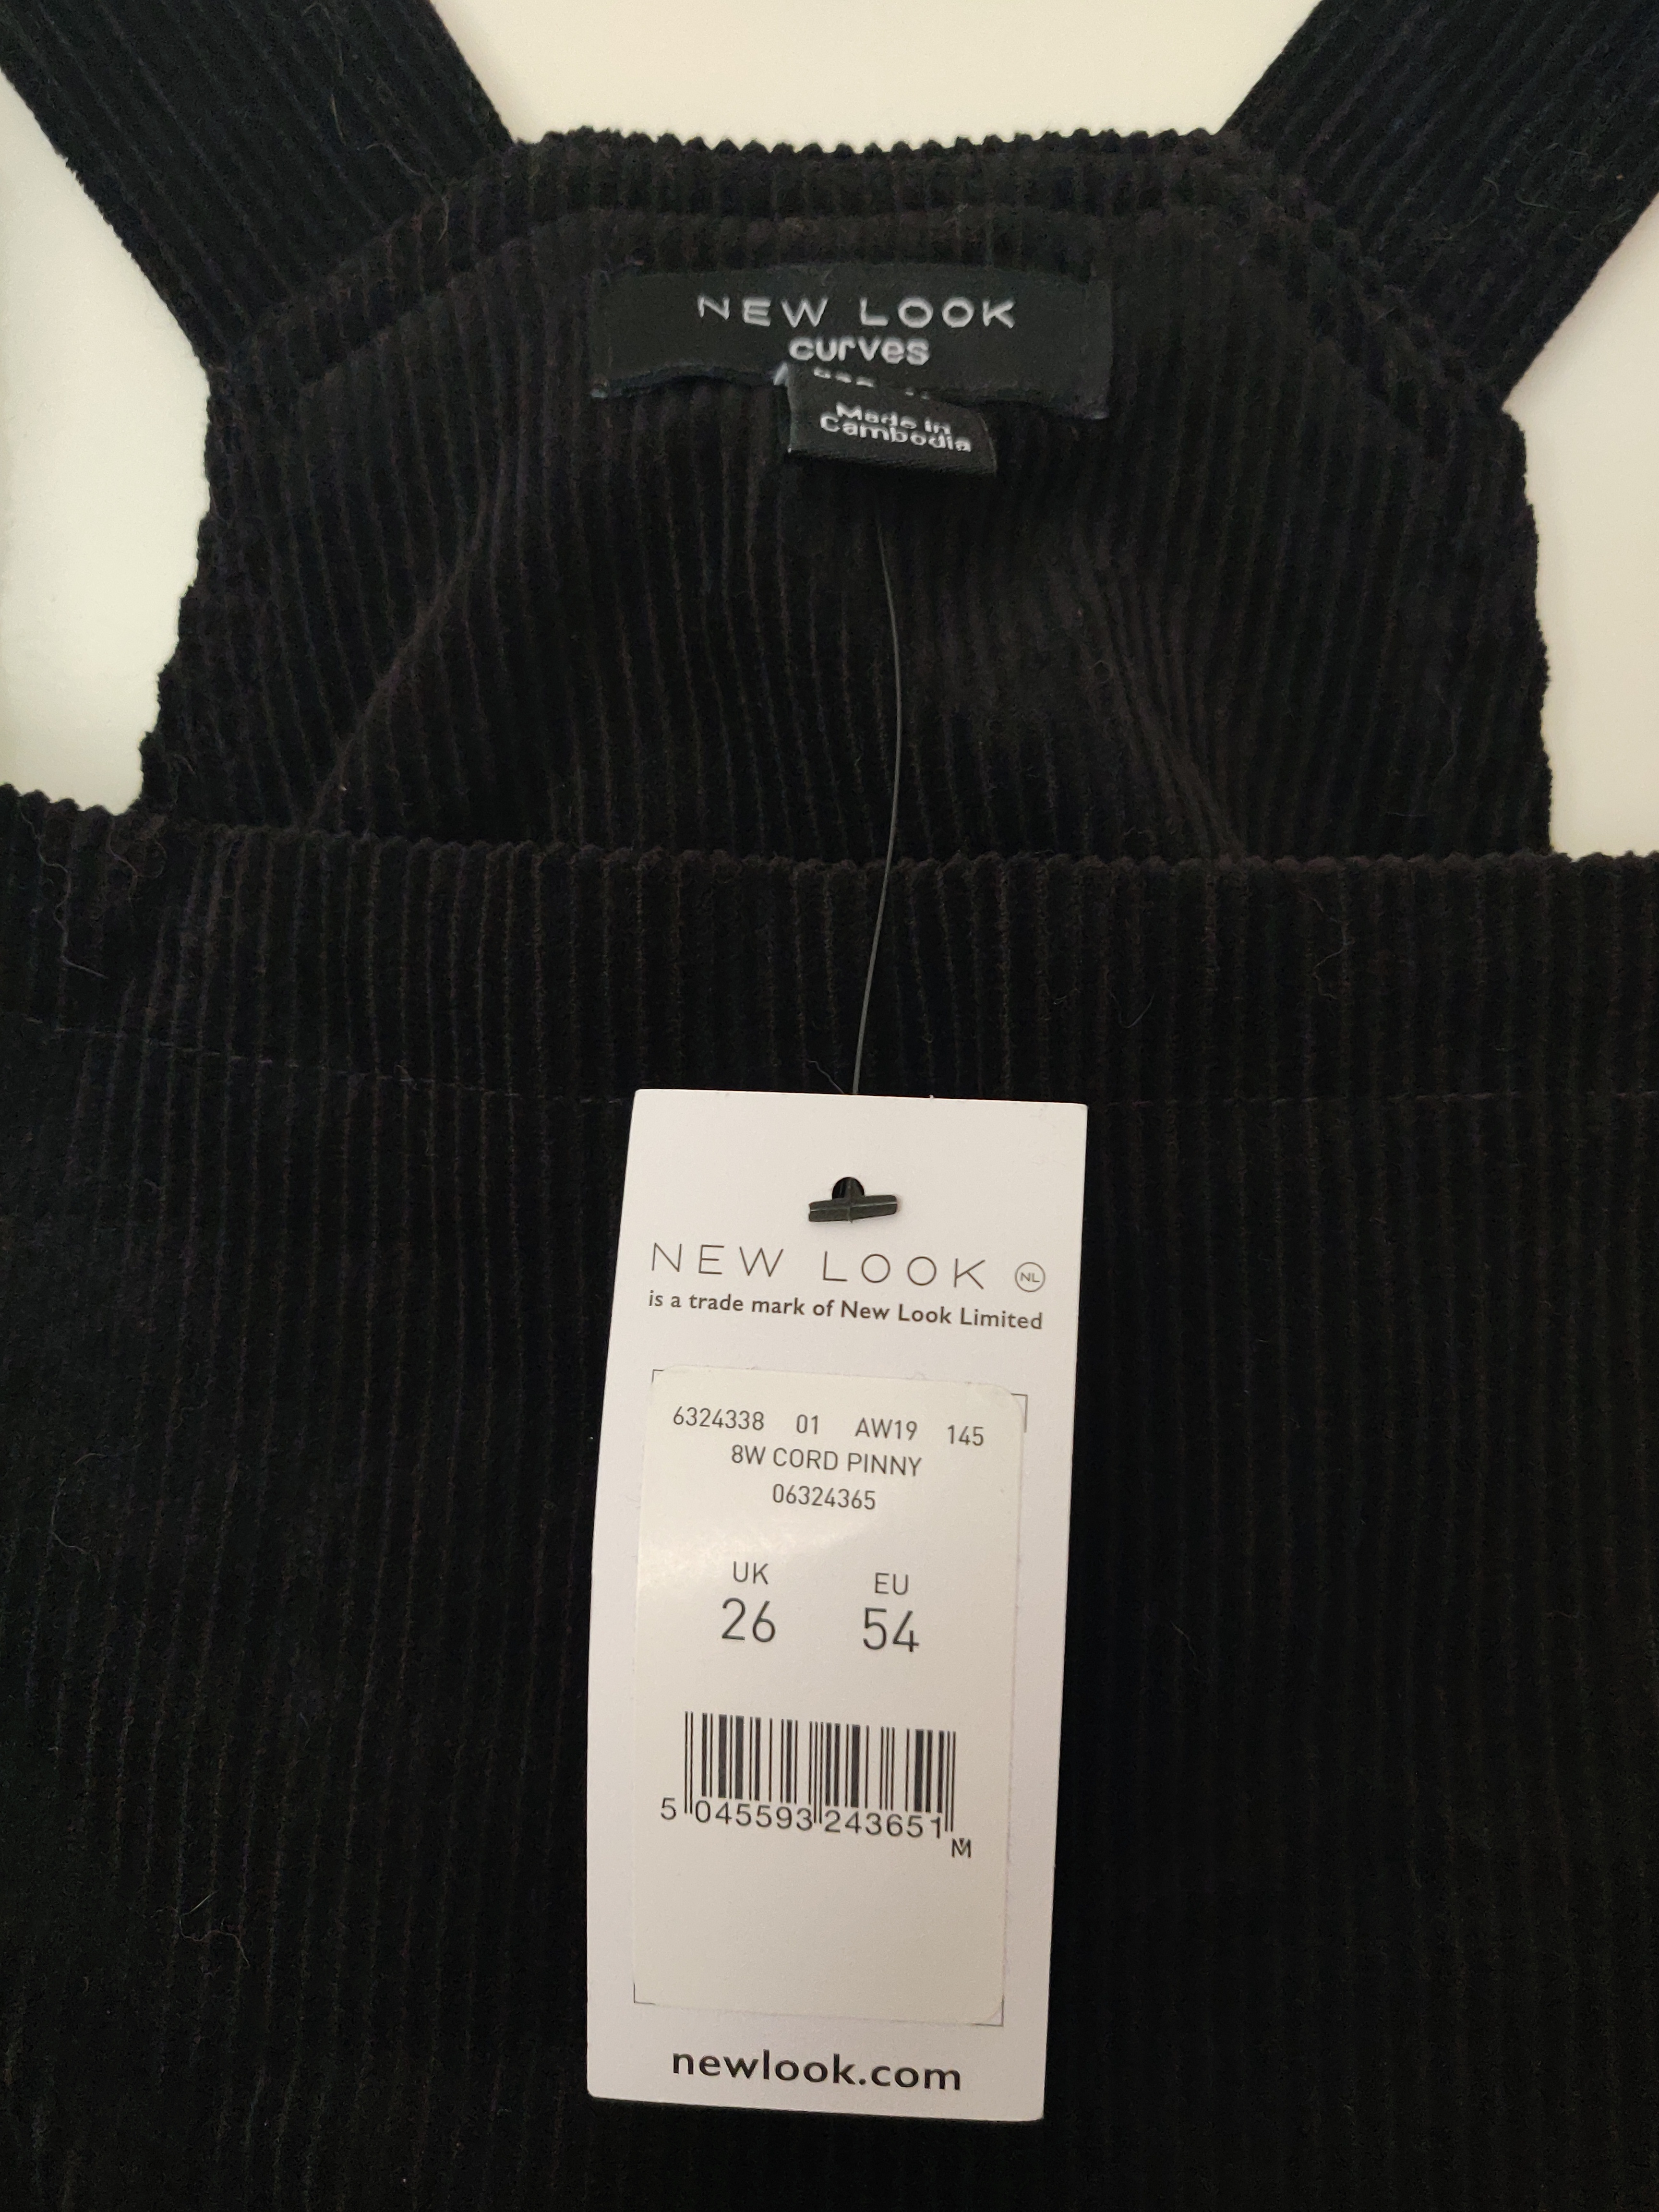 NEW LOOK
curves
Made in
Cambodia
NEW LOOK NL
is a trade mark of New Look Limited
6324338 01 AW19 145
8W CORD PINNY
06324365
UK EU
26 54
5 045593 243651
M
newlook.com